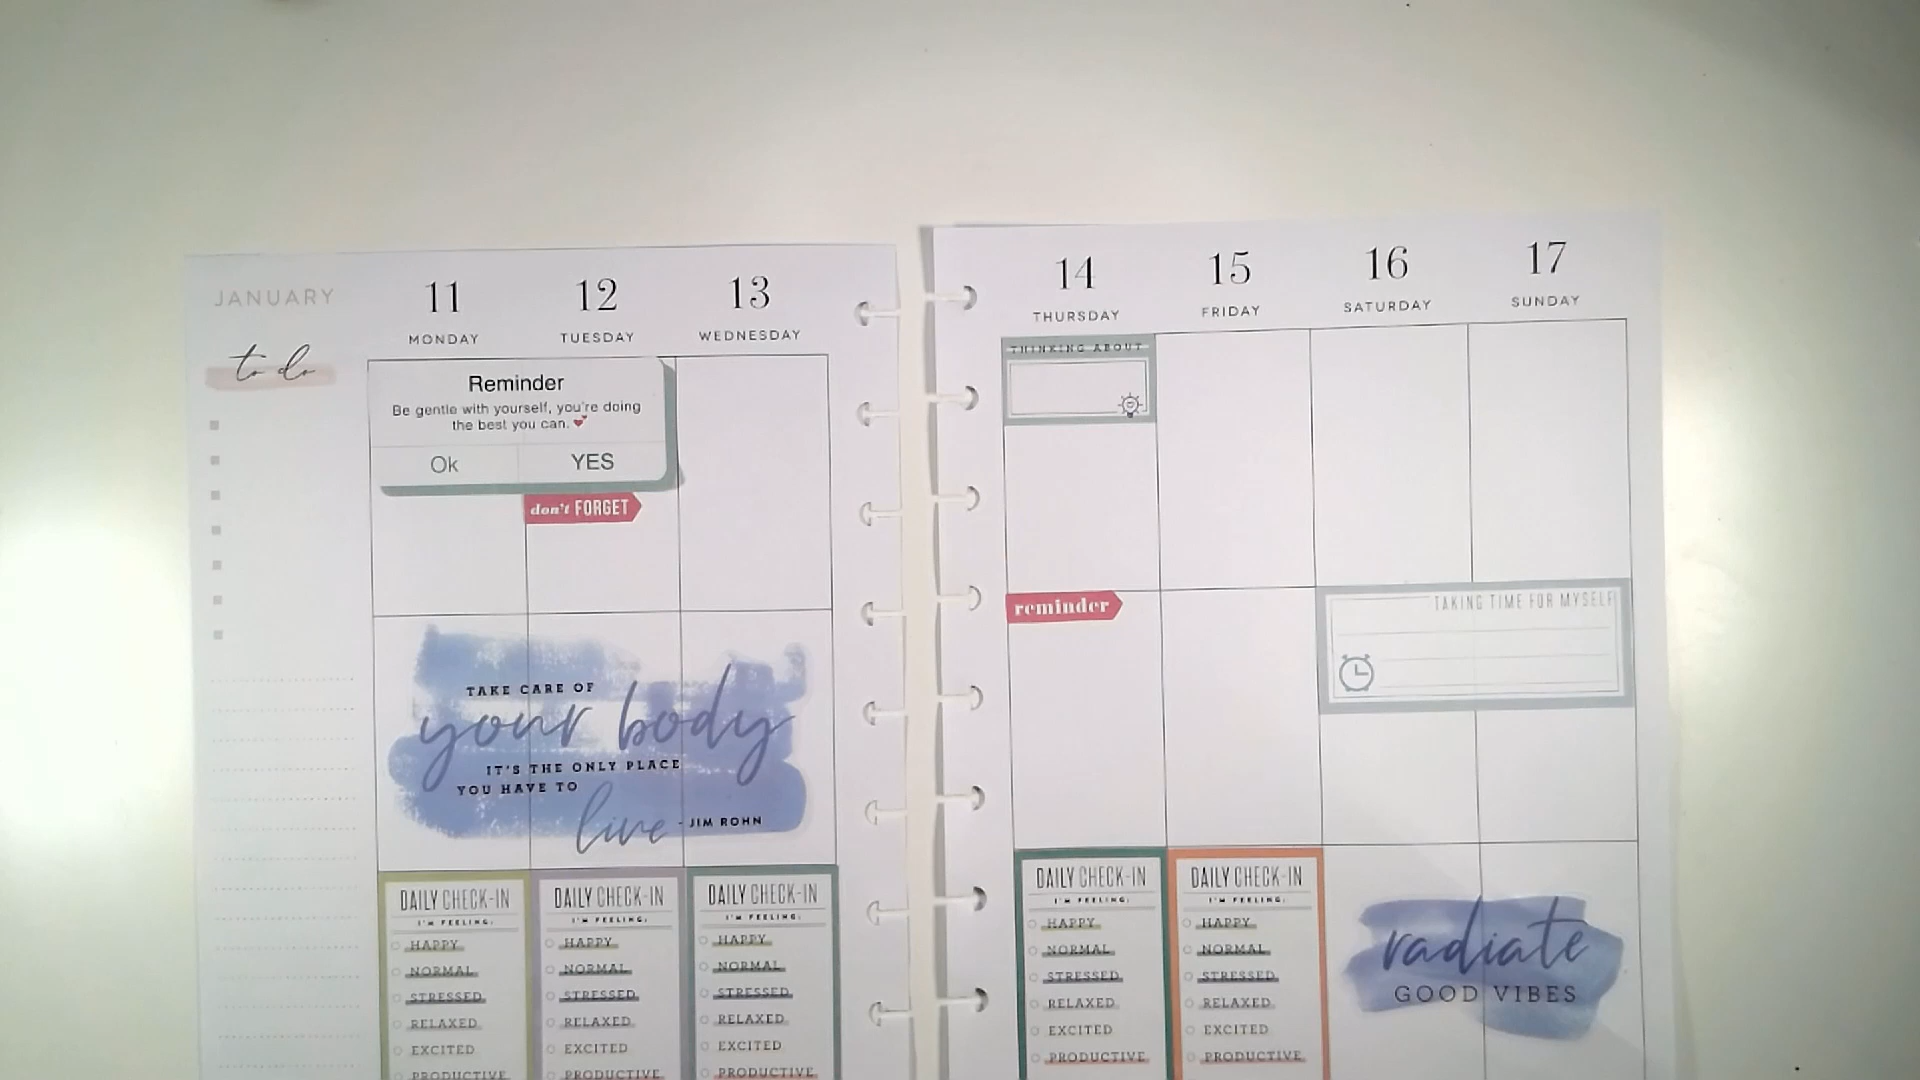 JANUARY
to do
11
MONDAY
12
TUESDAY
13
WEDNESDAY
Reminder
Be gentle with yourself, you're doing
the best you can.
Ok
YES
don't FORGET
TAKE CARE OF
your body
IT'S THE ONLY PLACE
YOU HAVE TO
live
- JIM ROHN
DAILY CHECK-IN
I'M FEELING:
HAPPY
NORMAL
STRESSED
RELAXED
EXCITED
PRODUCTIVE
DAILY CHECK-IN
I'M FEELING:
HAPPY
NORMAL
STRESSED
RELAXED
EXCITED
PRODUCTIVE
DAILY CHECK-IN
I'M FEELING:
HAPPY
NORMAL
STRESSED
RELAXED
EXCITED
PRODUCTIVE
14
THURSDAY
15
FRIDAY
16
SATURDAY
17
SUNDAY
THINKING ABOUT
reminder
TAKING TIME FOR MYSELF
DAILY CHECK-IN
I'M FEELING:
HAPPY
NORMAL
STRESSED
RELAXED
EXCITED
PRODUCTIVE
DAILY CHECK-IN
I'M FEELING:
HAPPY
NORMAL
STRESSED
RELAXED
EXCITED
PRODUCTIVE
radiate
GOOD VIBES